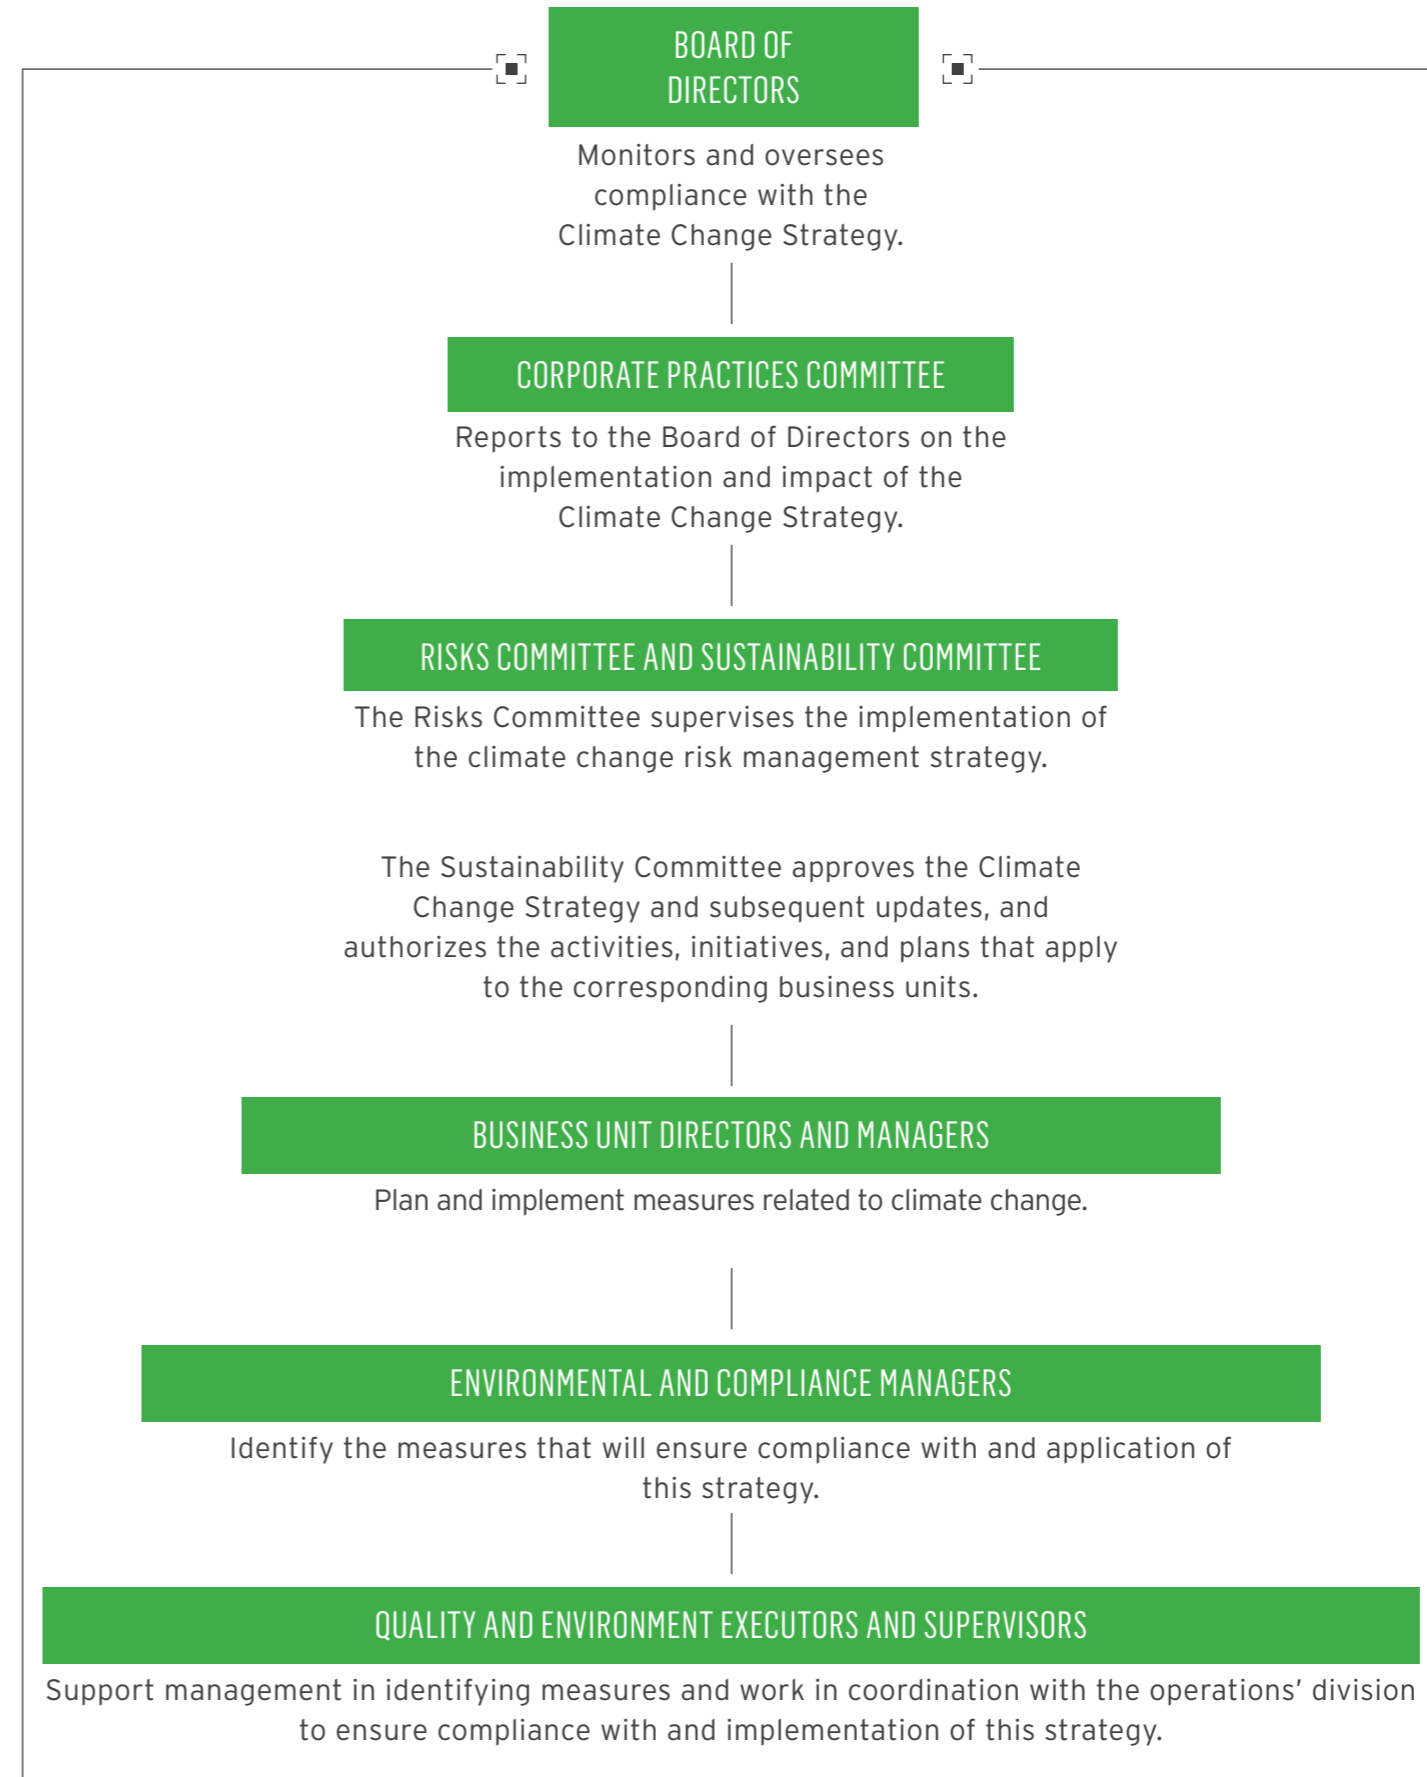 BOARD OF
DIRECTORS
Monitors and oversees
compliance with the
Climate Change Strategy.
CORPORATE PRACTICES COMMITTEE
Reports to the Board of Directors on the
implementation and impact of the
Climate Change Strategy.
RISKS COMMITTEE AND SUSTAINABILITY COMMITTEE
The Risks Committee supervises the implementation of
the climate change risk management strategy.
The Sustainability Committee approves the Climate
Change Strategy and subsequent updates, and
authorizes the activities, initiatives, and plans that apply
to the corresponding business units.
BUSINESS UNIT DIRECTORS AND MANAGERS
Plan and implement measures related to climate change.
ENVIRONMENTAL AND COMPLIANCE MANAGERS
Identify the measures that will ensure compliance with and application of
this strategy.
QUALITY AND ENVIRONMENT EXECUTORS AND SUPERVISORS
Support management in identifying measures and work in coordination with the operations’ division
to ensure compliance with and implementation of this strategy.